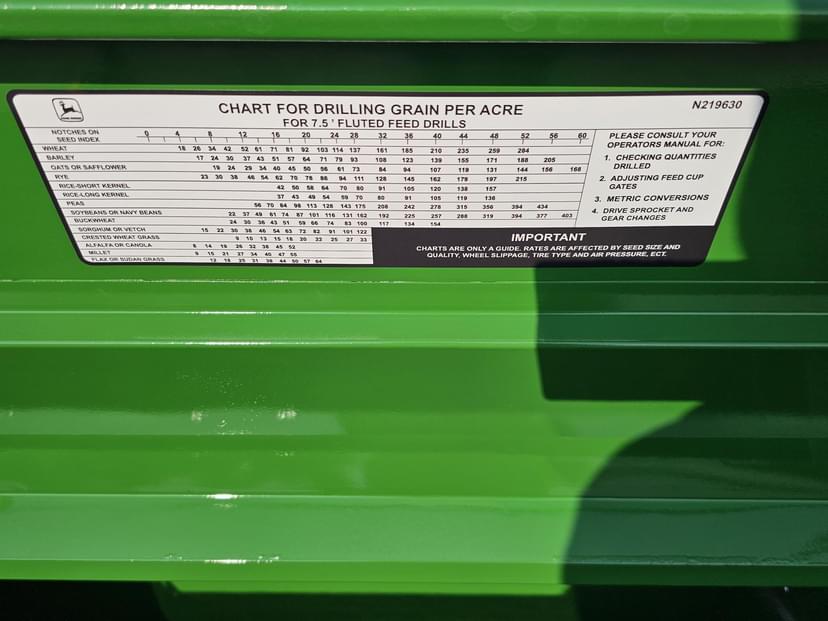 CHART FOR DRILLING GRAIN PER ACRE
FOR 7.5 ' FLUTED FEED DRILLS
N219630
NOTCHES ON SEED INDEX 0 4 8 12 16 20 24 28 32 36 40 44 48 52 56 60
WHEAT 18 26 34 42 52 61 71 81 92 103 114 137 161 185 210 235 259 284
BARLEY 17 24 30 37 43 51 57 64 71 79 93 108 123 139 155 171 188 205
OATS OR SAFFLOWER 19 24 29 34 40 45 50 56 61 73 84 94 107 119 131 144 156 168
RYE 23 30 38 46 54 62 70 78 86 94 111 128 145 162 178 197 215
RICE-SHORT KERNEL 42 50 58 64 70 80 91 105 120 138 157
RICE-LONG KERNEL 37 43 49 54 59 70 80 91 105 119 136
PEAS 56 70 84 98 113 128 143 175 208 242 278 315 356 394 434
SOYBEANS OR NAVY BEANS 22 37 49 61 74 87 101 116 131 162 192 225 257 288 319 394 377 403
BUCKWHEAT 24 30 36 43 51 59 66 74 83 100 117 134 154
SORGHUM OR VETCH 15 22 30 38 46 54 63 72 82 91 101 122
CRESTED WHEAT GRASS 9 10 13 15 18 20 22 25 27 33
ALFALFA OR CANOLA 8 14 19 26 32 38 45 52
MILLET 9 15 21 27 34 40 47 55
FLAX OR SUDAN GRASS 12 18 25 31 38 44 50 57 64
PLEASE CONSULT YOUR
OPERATORS MANUAL FOR:
1. CHECKING QUANTITIES
DRILLED
2. ADJUSTING FEED CUP
GATES
3. METRIC CONVERSIONS
4. DRIVE SPROCKET AND
GEAR CHANGES
IMPORTANT
CHARTS ARE ONLY A GUIDE. RATES ARE AFFECTED BY SEED SIZE AND
QUALITY, WHEEL SLIPPAGE, TIRE TYPE AND AIR PRESSURE, ECT.